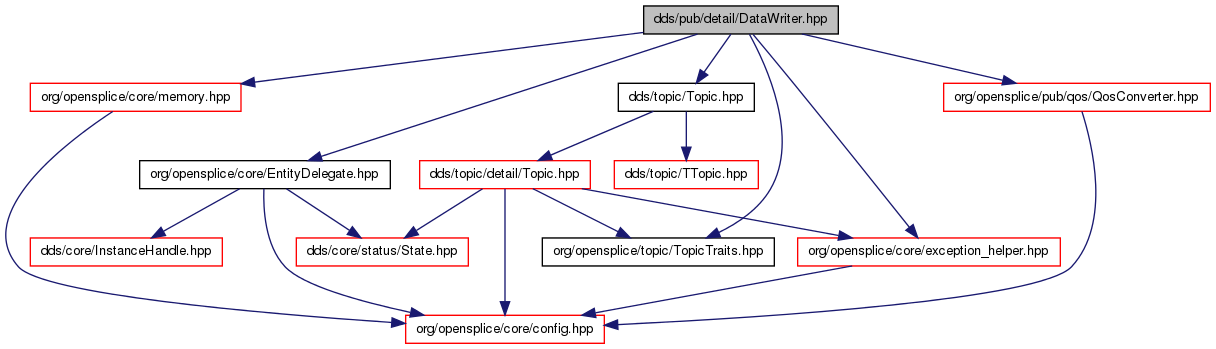 dds/pub/detail/DataWriter.hpp
org/opensplice/core/memory.hpp
dds/topic/Topic.hpp
org/opensplice/pub/qos/QosConverter.hpp
org/opensplice/core/EntityDelegate.hpp
dds/topic/detail/Topic.hpp
dds/topic/TTopic.hpp
dds/core/InstanceHandle.hpp
dds/core/status/State.hpp
org/opensplice/topic/TopicTraits.hpp
org/opensplice/core/exception_helper.hpp
org/opensplice/core/config.hpp